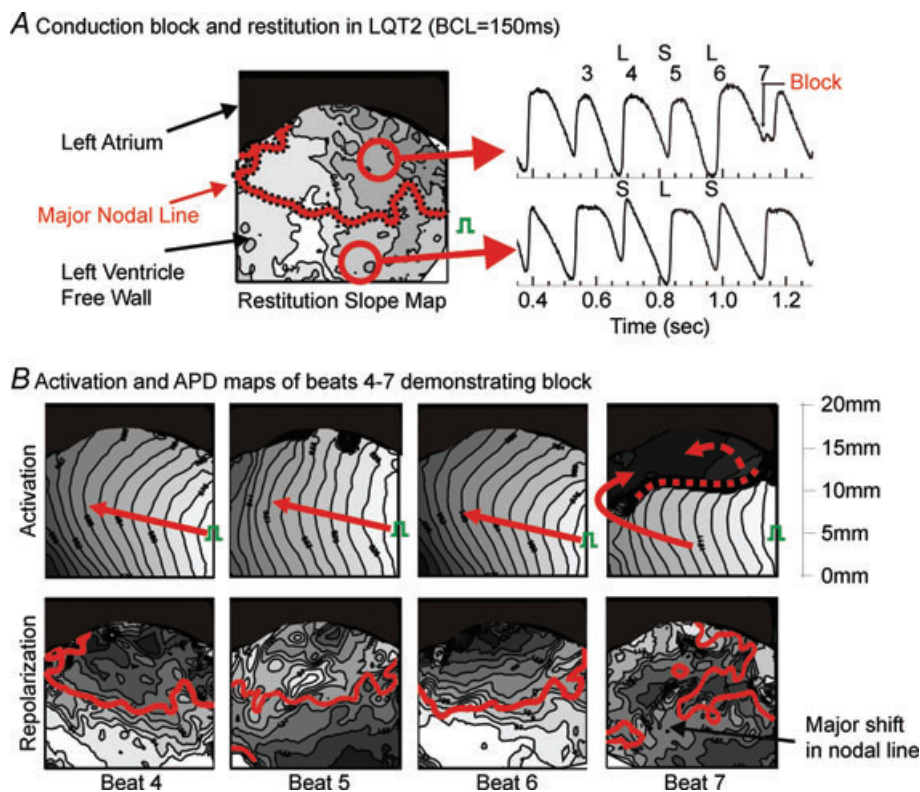 A Conduction block and restitution in LQT2 (BCL=150ms)
Left Atrium
Major Nodal Line
Left Ventricle
Free Wall
Restitution Slope Map
L S L
3 4 5 6 7
Block
S L S
0.4 0.6 0.8 1.0 1.2
Time (sec)
B Activation and APD maps of beats 4-7 demonstrating block
Activation
20mm
15mm
10mm
5mm
0mm
Repolarization
Major shift
in nodal line
Beat 4 Beat 5 Beat 6 Beat 7